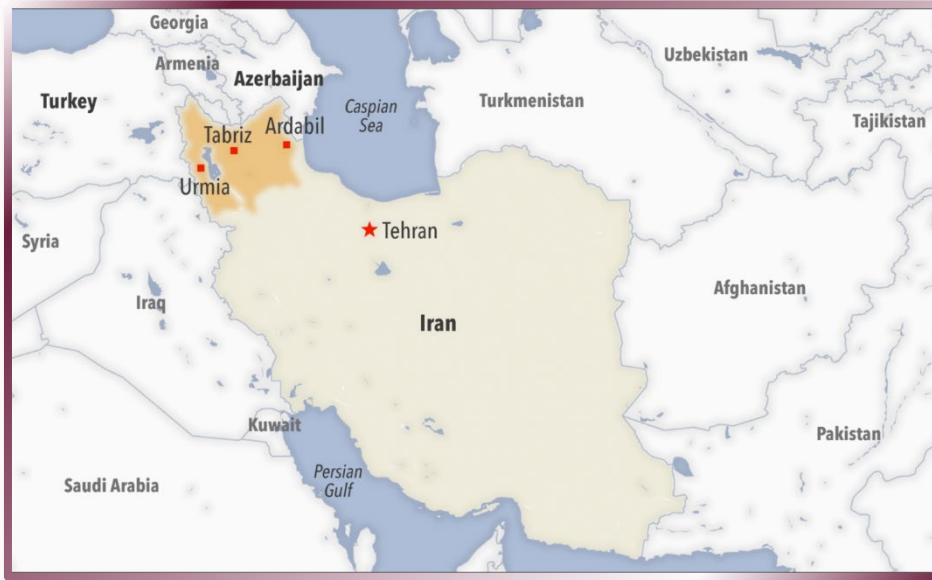 Georgia
Uzbekistan
Armenia
Azerbaijan
Turkey
Caspian
Sea
Turkmenistan
Tajikistan
Tabriz
Ardabil
Urmia
Tehran
Syria
Afghanistan
Iraq
Iran
Kuwait
Pakistan
Persian
Gulf
Saudi Arabia